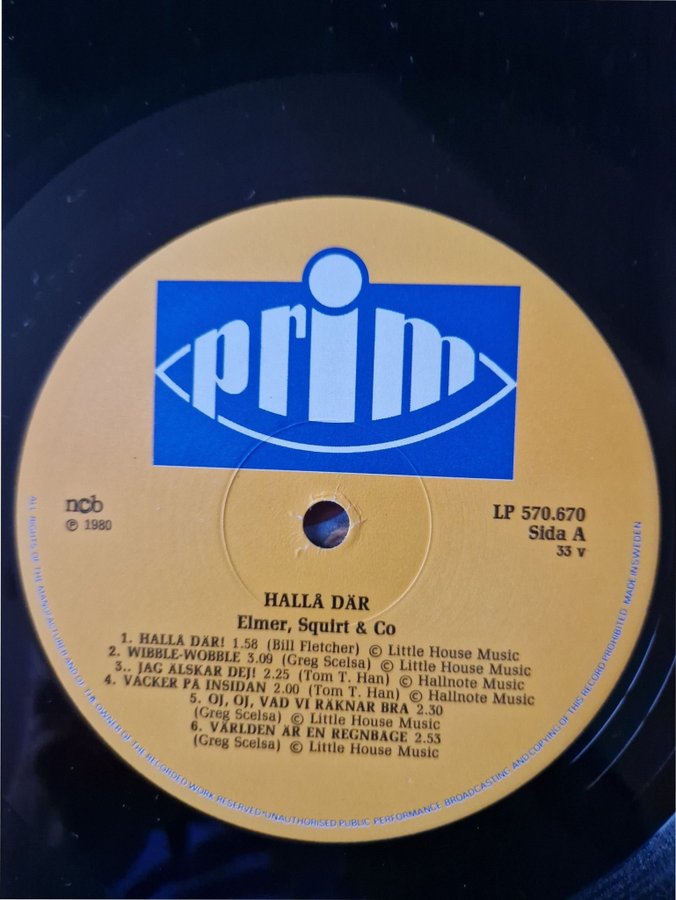 prim
ncb
℗ 1980
LP 570.670
Sida A
33 v
HALLÅ DÄR
Elmer, Squirt & Co
1. HALLÅ DÄR! 1.58 (Bill Fletcher) © Little House Music
2. WIBBLE-WOBBLE 3.09 (Greg Scelsa) © Little House Music
3.. JAG ÄLSKAR DEJ! 2.25 (Tom T. Han) © Hallnote Music
4. VACKER PÅ INSIDAN 2.00 (Tom T. Han) © Hallnote Music
5. OJ, OJ, VAD VI RÄKNAR BRA 2.30
(Greg Scelsa) © Little House Music
6. VÄRLDEN ÄR EN REGNBÅGE 2.53
(Greg Scelsa) © Little House Music
ALL RIGHTS OF THE MANUFACTURER AND OF THE OWNER OF THE RECORDED WORK RESERVED·UNAUTHORISED PUBLIC PERFORMANCE BROADCASTING AND COPYING OF THIS RECORD PROHIBITED MADE IN SWEDEN